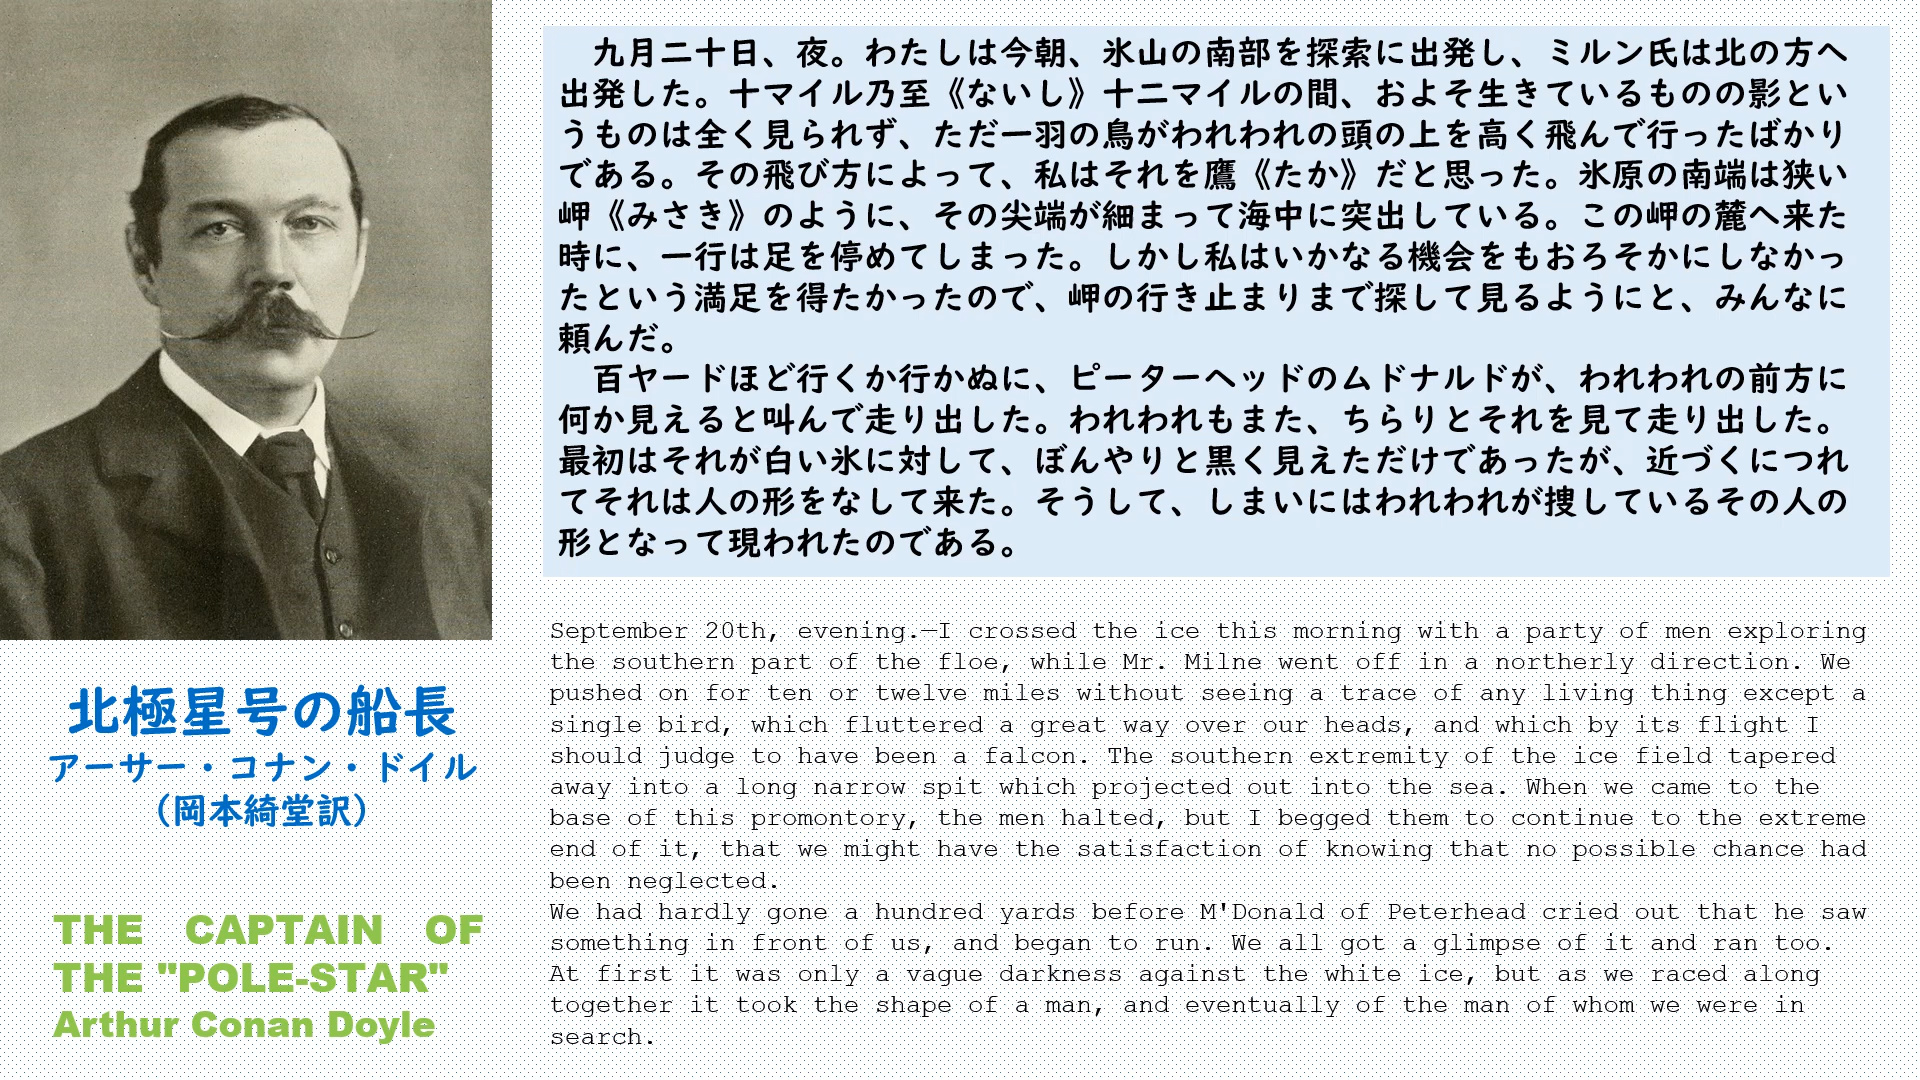 九月二十日、夜。わたしは今朝、氷山の南部を探索に出発し、ミルン氏は北の方へ
出発した。十マイル乃至《ないし》十二マイルの間、およそ生きているものの影とい
うものは全く見られず、ただ一羽の鳥がわれわれの頭の上を高く飛んで行ったばかり
である。その飛び方によって、私はそれを鷹《たか》だと思った。氷原の南端は狭い
岬《みさき》のように、その尖端が細まって海中に突出している。この岬の麓へ来た
時に、一行は足を停めてしまった。しかし私はいかなる機会をもおろそかにしなかっ
たという満足を得たかったので、岬の行き止まりまで探して見るようにと、みんなに
頼んだ。
百ヤードほど行くか行かぬに、ピーターヘッドのムドナルドが、われわれの前方に
何か見えると叫んで走り出した。われわれもまた、ちらりとそれを見て走り出した。
最初はそれが白い氷に対して、ぼんやりと黒く見えただけであったが、近づくにつれ
てそれは人の形をなして来た。そうして、しまいにはわれわれが捜しているその人の
形となって現われたのである。
September 20th, evening.—I crossed the ice this morning with a party of men exploring
the southern part of the floe, while Mr. Milne went off in a northerly direction. We
pushed on for ten or twelve miles without seeing a trace of any living thing except a
single bird, which fluttered a great way over our heads, and which by its flight I
should judge to have been a falcon. The southern extremity of the ice field tapered
away into a long narrow spit which projected out into the sea. When we came to the
base of this promontory, the men halted, but I begged them to continue to the extreme
end of it, that we might have the satisfaction of knowing that no possible chance had
been neglected.
We had hardly gone a hundred yards before M'Donald of Peterhead cried out that he saw
something in front of us, and began to run. We all got a glimpse of it and ran too.
At first it was only a vague darkness against the white ice, but as we raced along
together it took the shape of a man, and eventually of the man of whom we were in
search.
北極星号の船長
アーサー・コナン・ドイル
（岡本綺堂訳）
THE CAPTAIN OF
THE "POLE-STAR"
Arthur Conan Doyle